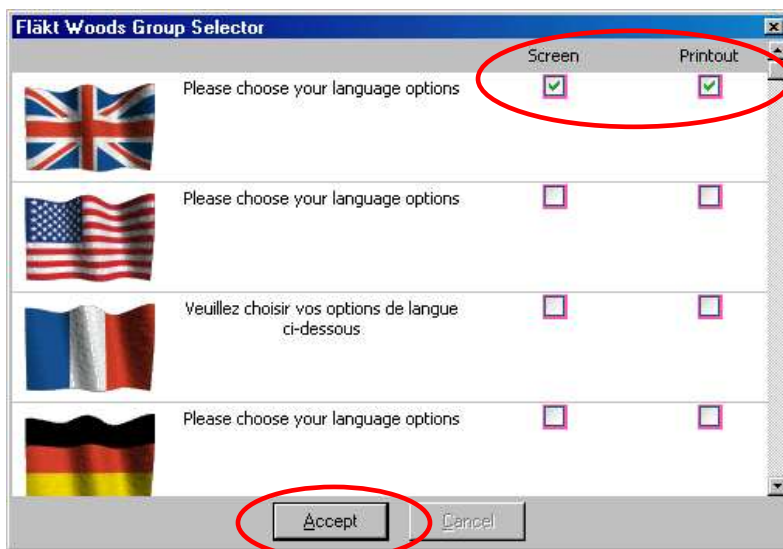 Fläkt Woods Group Selector
Screen Printout
Please choose your language options
Please choose your language options
Veuillez choisir vos options de langue
ci-dessous
Please choose your language options
Accept Cancel